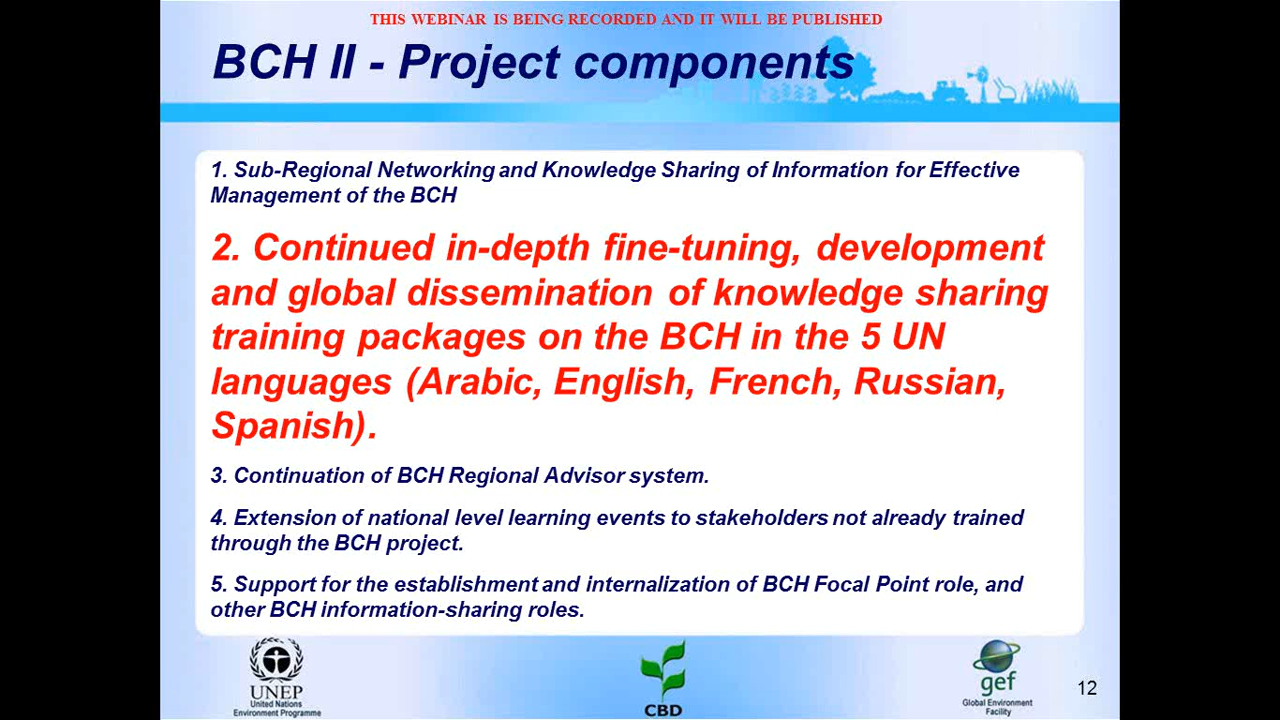 THIS WEBINAR IS BEING RECORDED AND IT WILL BE PUBLISHED
BCH II - Project components
1. Sub-Regional Networking and Knowledge Sharing of Information for Effective
Management of the BCH
2. Continued in-depth fine-tuning, development
and global dissemination of knowledge sharing
training packages on the BCH in the 5 UN
languages (Arabic, English, French, Russian,
Spanish).
3. Continuation of BCH Regional Advisor system.
4. Extension of national level learning events to stakeholders not already trained
through the BCH project.
5. Support for the establishment and internalization of BCH Focal Point role, and
other BCH information-sharing roles.
UNEP
United Nations
Environment Programme
CBD
gef
Global Environment
Facility
12